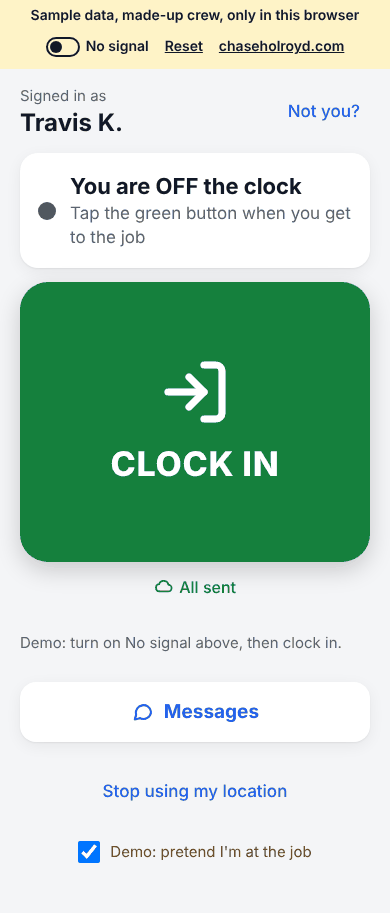 Sample data, made-up crew, only in this browser
No signal Reset chaseholroyd.com
Signed in as
Travis K.
Not you?
You are OFF the clock
Tap the green button when you get
to the job
CLOCK IN
All sent
Demo: turn on No signal above, then clock in.
Messages
Stop using my location
Demo: pretend I'm at the job